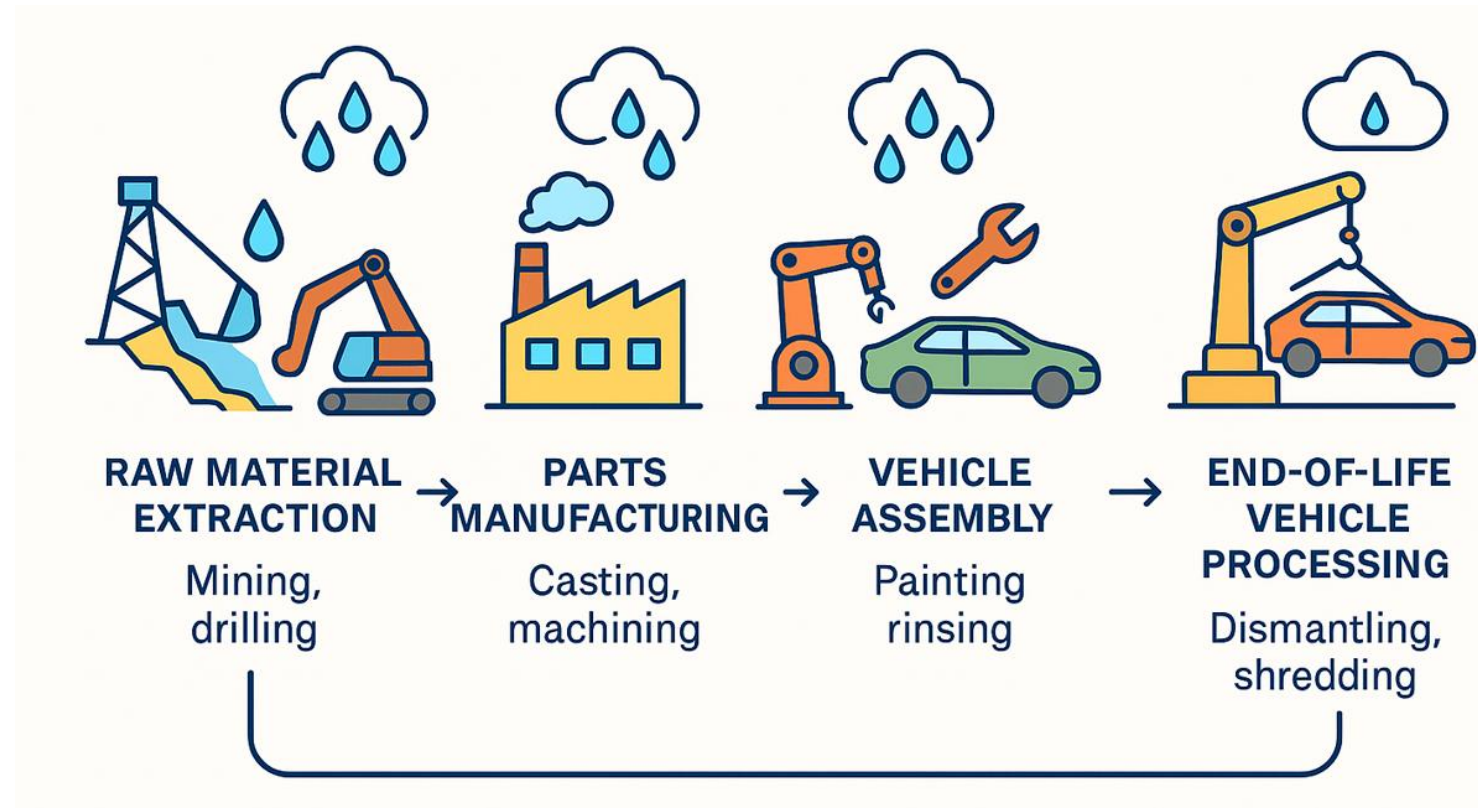 RAW MATERIAL
EXTRACTION
Mining,
drilling
PARTS
MANUFACTURING
Casting,
machining
VEHICLE
ASSEMBLY
Painting
rinsing
END-OF-LIFE
VEHICLE
PROCESSING
Dismantling,
shredding